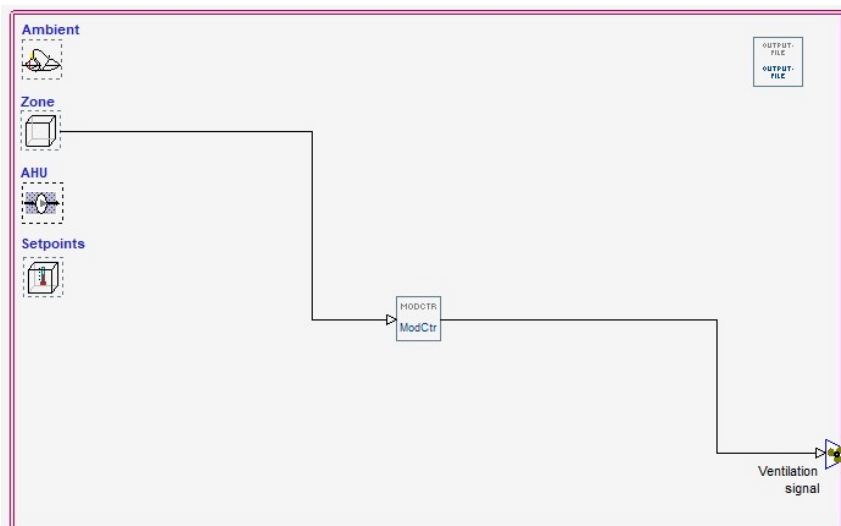 Ambient
OUTPUT-
FILE
OUTPUT-
FILE
Zone
AHU
Setpoints
MODCTR
ModCtr
Ventilation
signal